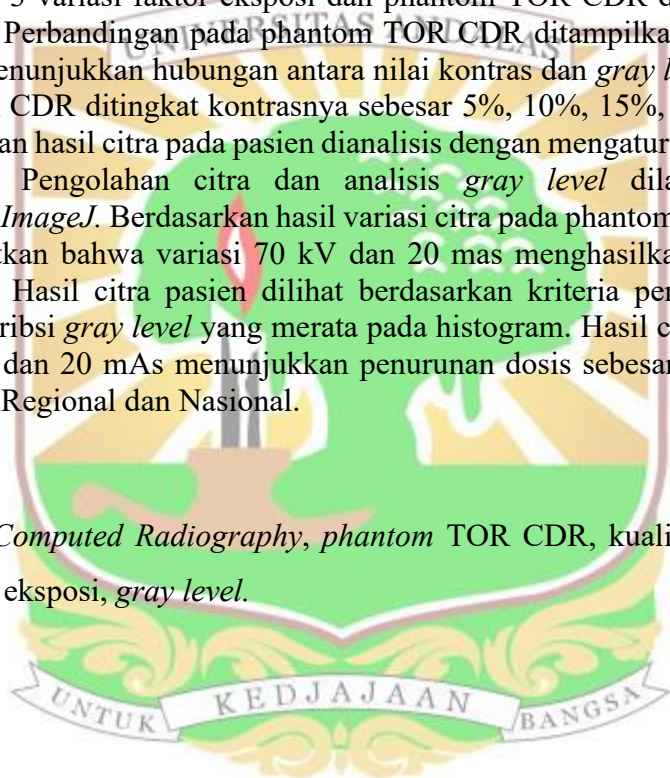 3 variasi faktor eksposi dan phantom TOR CDR d
UNIVERSITAS ANDALAS
Perbandingan pada phantom TOR CDR ditampilka
enunjukkan hubungan antara nilai kontras dan gray l
CDR ditingkat kontrasnya sebesar 5%, 10%, 15%,
an hasil citra pada pasien dianalisis dengan mengatur
Pengolahan citra dan analisis gray level dila
ImageJ. Berdasarkan hasil variasi citra pada phantom
tkan bahwa variasi 70 kV dan 20 mas menghasilka
Hasil citra pasien dilihat berdasarkan kriteria per
ribsi gray level yang merata pada histogram. Hasil c
dan 20 mAs menunjukkan penurunan dosis sebesar
Regional dan Nasional.
Computed Radiography, phantom TOR CDR, kuali
eksposi, gray level.
UNTUK KEDJAJAAN BANGSA